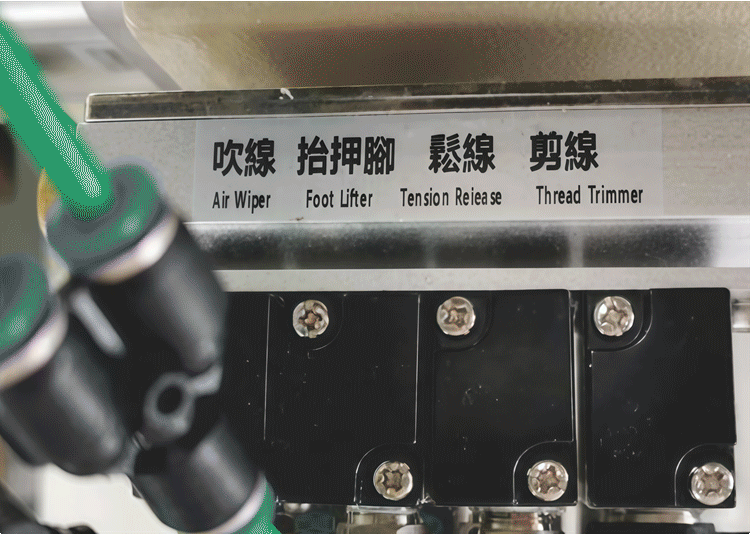 吹線 抬押腳 鬆線 剪線
Air Wiper Foot Lifter Tension Reiease Thread Trimmer